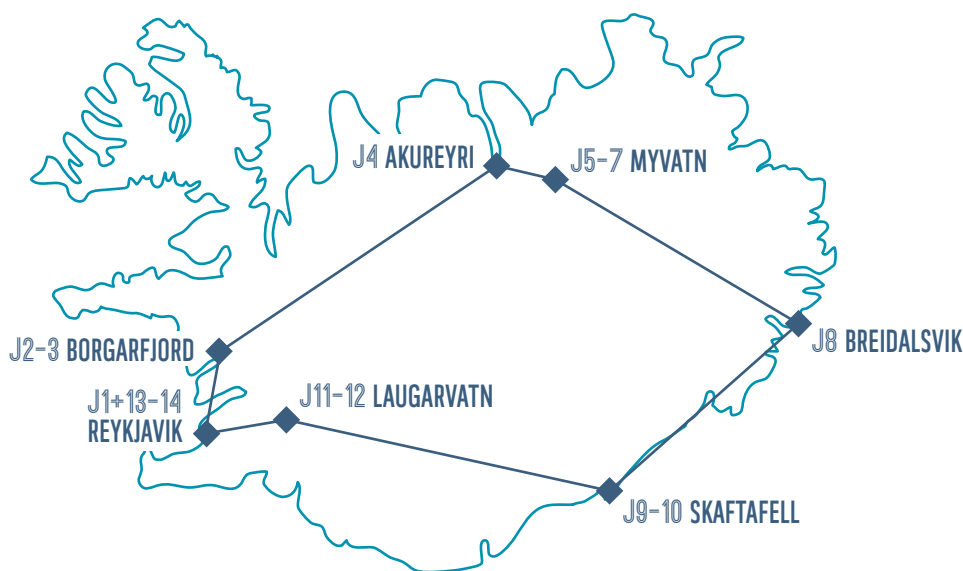 J4 AKUREYRI
J5-7 MYVATN
J2-3 BORGARFJORD
J8 BREIDALSVIK
J1+13-14
REYKJAVIK
J11-12 LAUGARVATN
J9-10 SKAFTAFELL